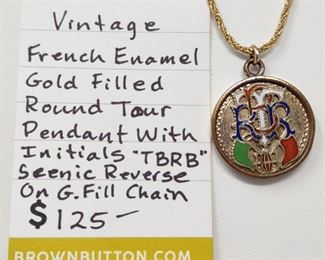 Vintage
French Enamel
Gold Filled
Round Tour
Pendant With
Initials "TBRB"
Scenic Reverse
On G. Fill Chain
$125-
BROWNBUTTON.COM